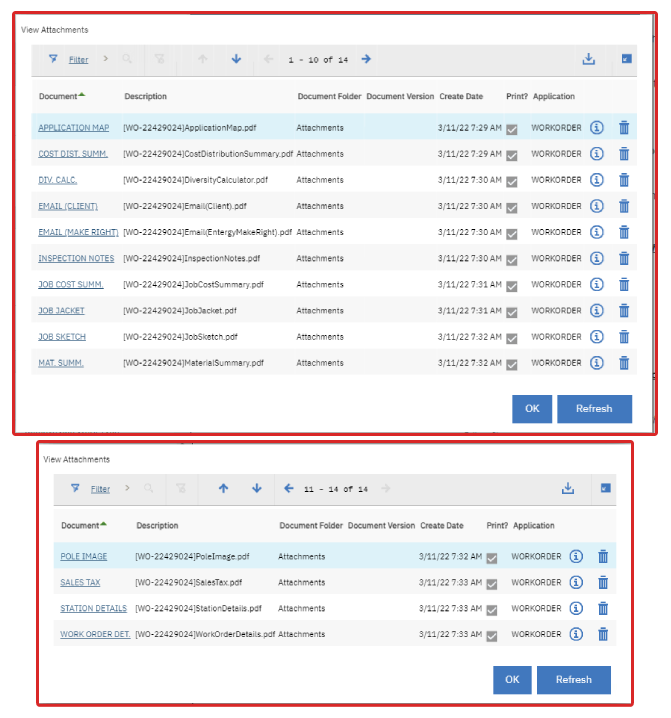 View Attachments
Filter 1 - 10 of 14
Document Description Document Folder Document Version Create Date Print? Application
APPLICATION MAP [WO-22429024]ApplicationMap.pdf Attachments 3/11/22 7:29 AM WORKORDER
COST DIST. SUMM. [WO-22429024]CostDistributionSummary.pdf Attachments 3/11/22 7:29 AM WORKORDER
DIV. CALC. [WO-22429024]DiversityCalculator.pdf Attachments 3/11/22 7:30 AM WORKORDER
EMAIL (CLIENT) [WO-22429024]Email(Client).pdf Attachments 3/11/22 7:30 AM WORKORDER
EMAIL (MAKE RIGHT) [WO-22429024]Email(EntergyMakeRight).pdf Attachments 3/11/22 7:30 AM WORKORDER
INSPECTION NOTES [WO-22429024]InspectionNotes.pdf Attachments 3/11/22 7:30 AM WORKORDER
JOB COST SUMM. [WO-22429024]JobCostSummary.pdf Attachments 3/11/22 7:31 AM WORKORDER
JOB JACKET [WO-22429024]JobJacket.pdf Attachments 3/11/22 7:31 AM WORKORDER
JOB SKETCH [WO-22429024]JobSketch.pdf Attachments 3/11/22 7:32 AM WORKORDER
MAT. SUMM. [WO-22429024]MaterialSummary.pdf Attachments 3/11/22 7:32 AM WORKORDER
OK Refresh
View Attachments
Filter 11 - 14 of 14
Document Description Document Folder Document Version Create Date Print? Application
POLE IMAGE [WO-22429024]PoleImage.pdf Attachments 3/11/22 7:32 AM WORKORDER
SALES TAX [WO-22429024]SalesTax.pdf Attachments 3/11/22 7:33 AM WORKORDER
STATION DETAILS [WO-22429024]StationDetails.pdf Attachments 3/11/22 7:33 AM WORKORDER
WORK ORDER DET. [WO-22429024]WorkOrderDetails.pdf Attachments 3/11/22 7:33 AM WORKORDER
OK Refresh